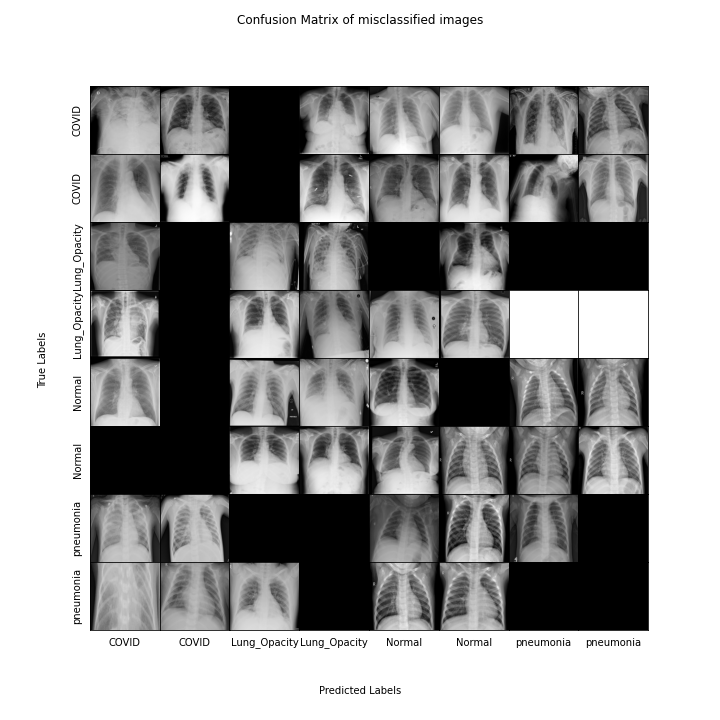 Confusion Matrix of misclassified images
True Labels
COVID
COVID
Lung_Opacity
Lung_Opacity
Normal
Normal
pneumonia
pneumonia
COVID
COVID
Lung_Opacity
Lung_Opacity
Normal
Normal
pneumonia
pneumonia
Predicted Labels